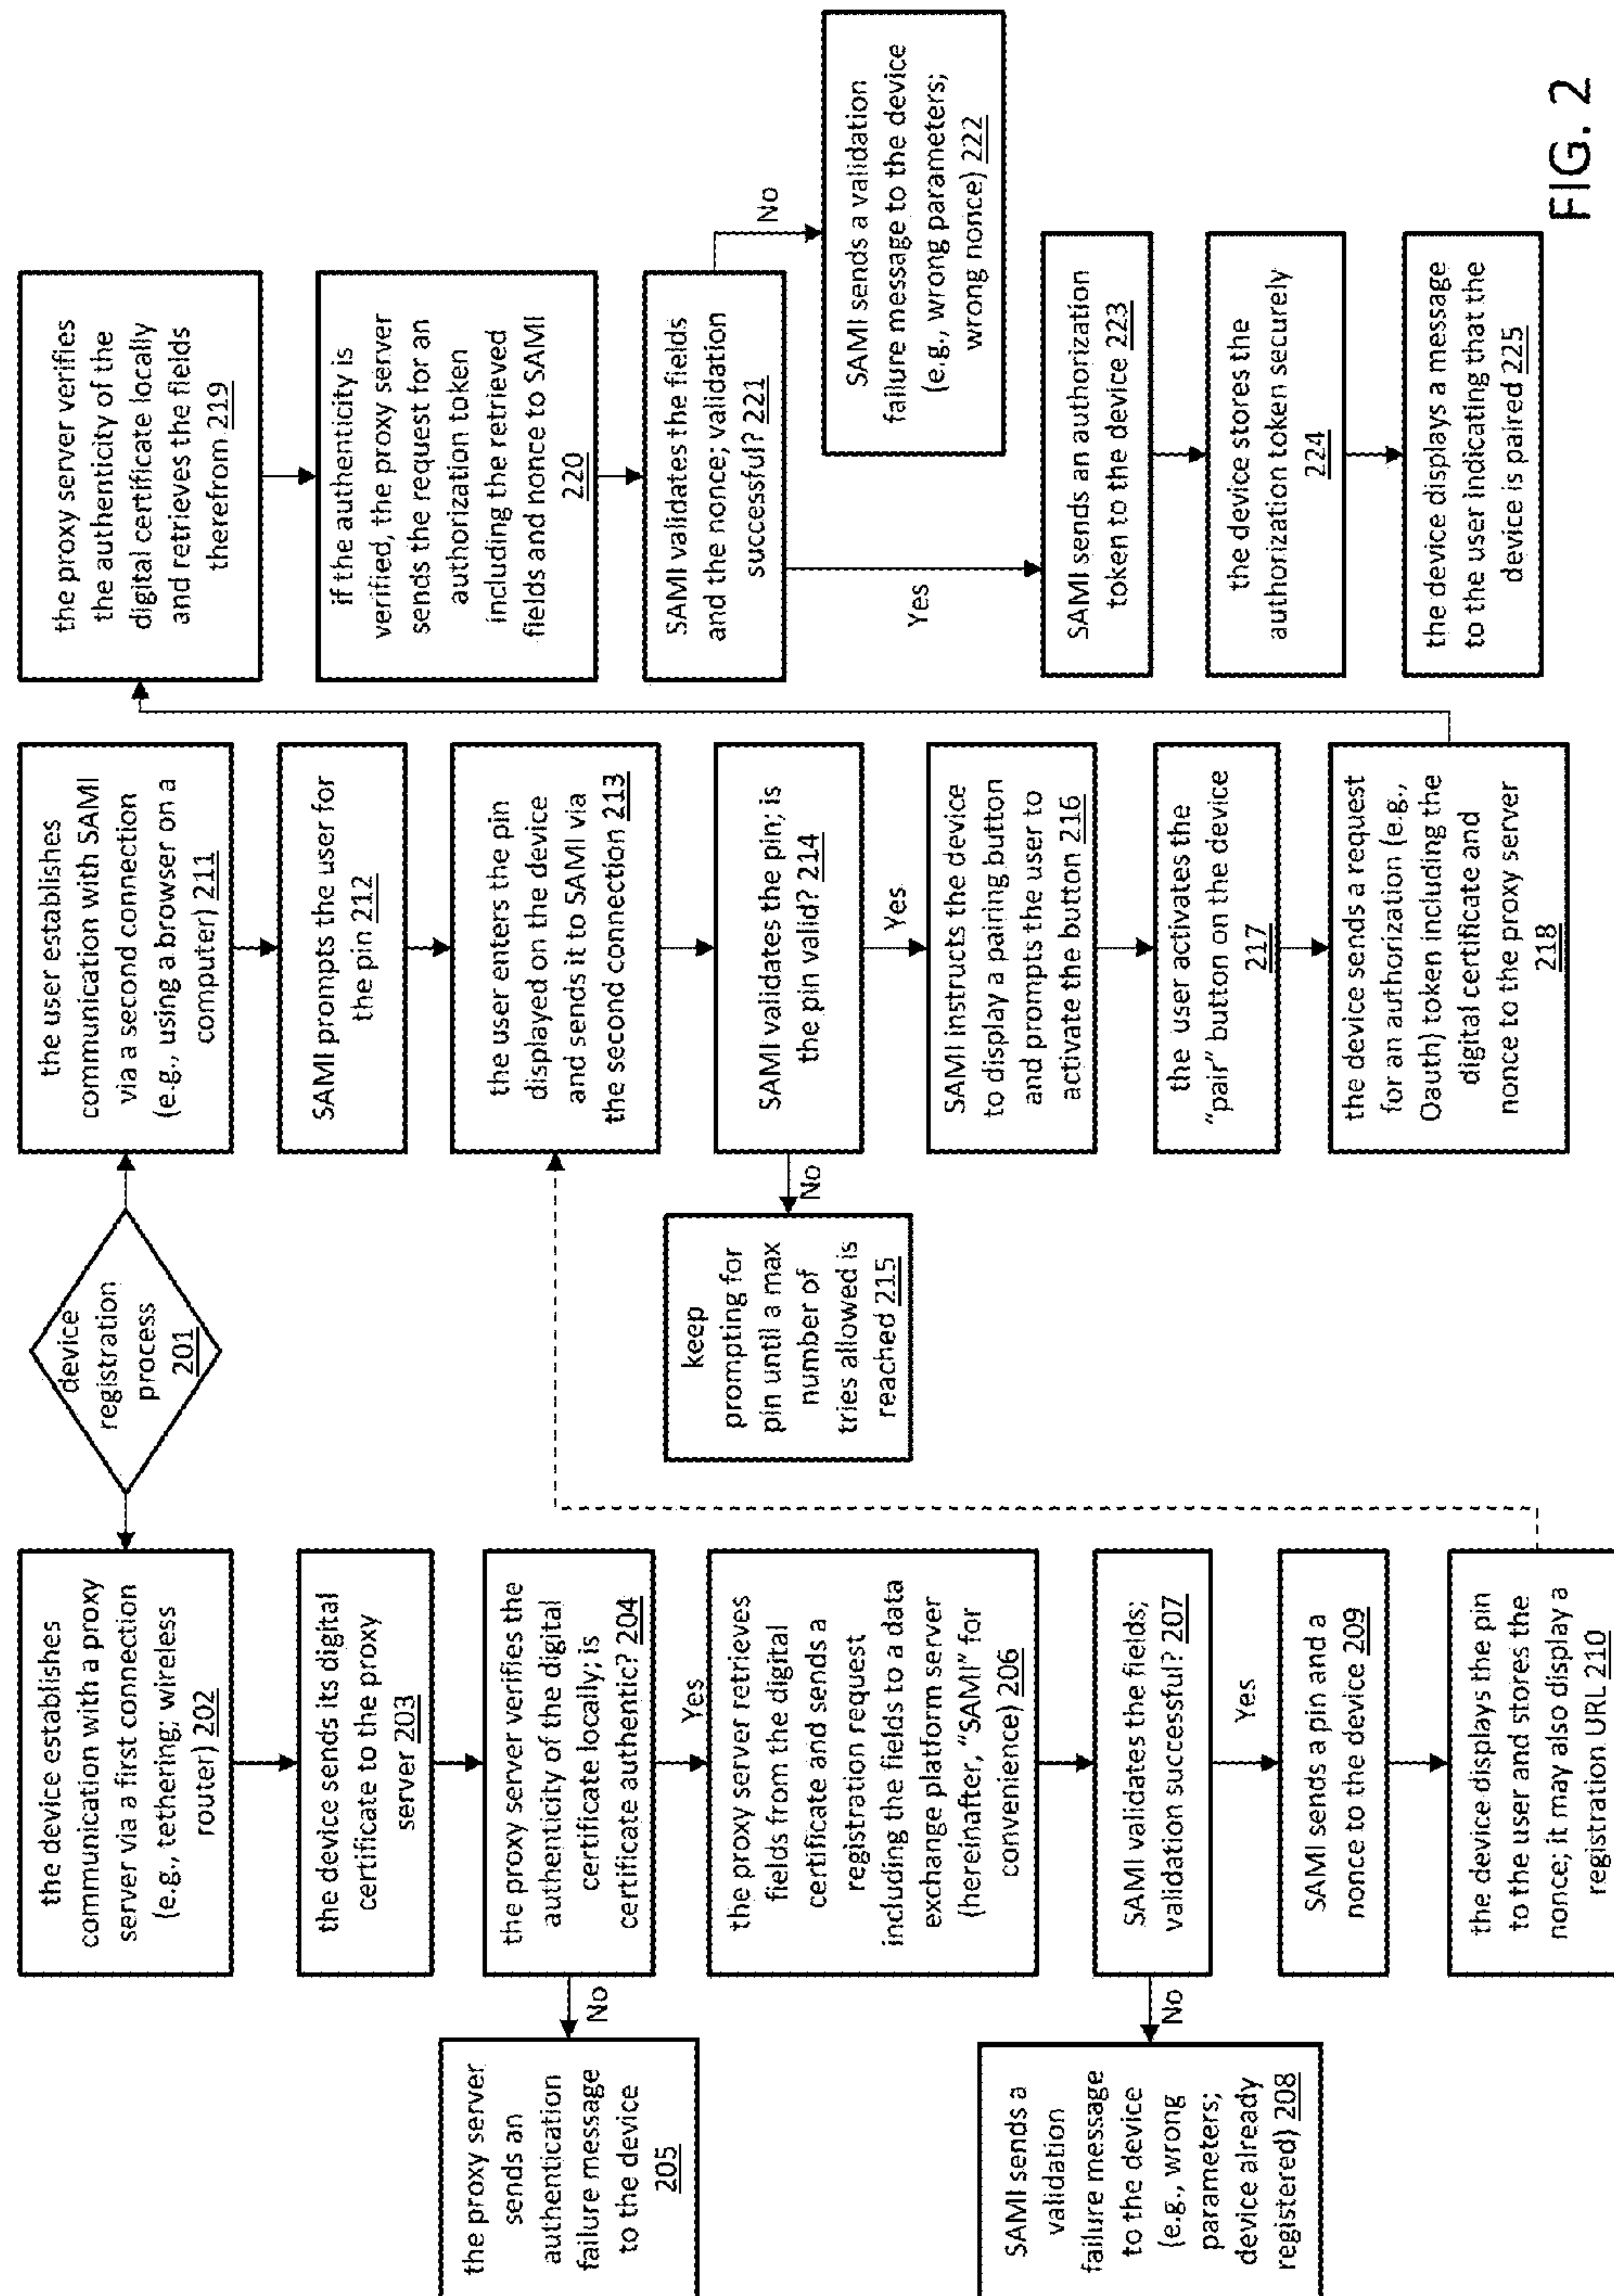 device
registration
process
201
the device establishes
communication with a proxy
server via a first connection
(e.g., tethering; wireless
router) 202
the device sends its digital
certificate to the proxy
server 203
the proxy server verifies the
authenticity of the digital
certificate locally; is
certificate authentic? 204
No
the proxy server
sends an
authentication
failure message
to the device
205
Yes
the proxy server retrieves
fields from the digital
certificate and sends a
registration request
including the fields to a data
exchange platform server
(hereinafter, “SAMI” for
convenience) 206
SAMI validates the fields;
validation successful? 207
No
SAMI sends a
validation
failure message
to the device
(e.g., wrong
parameters;
device already
registered) 208
Yes
SAMI sends a pin and a
nonce to the device 209
the device displays the pin
to the user and stores the
nonce; it may also display a
registration URL 210
the user establishes
communication with SAMI
via a second connection
(e.g., using a browser on a
computer) 211
SAMI prompts the user for
the pin 212
the user enters the pin
displayed on the device
and sends it to SAMI via
the second connection 213
SAMI validates the pin; is
the pin valid? 214
No
keep
prompting for
pin until a max
number of
tries allowed is
reached 215
Yes
SAMI instructs the device
to display a pairing button
and prompts the user to
activate the button 216
the user activates the
“pair” button on the device
217
the device sends a request
for an authorization (e.g.,
Oauth) token including the
digital certificate and
nonce to the proxy server
218
the proxy server verifies
the authenticity of the
digital certificate locally
and retrieves the fields
therefrom 219
if the authenticity is
verified, the proxy server
sends the request for an
authorization token
including the retrieved
fields and nonce to SAMI
220
SAMI validates the fields
and the nonce; validation
successful? 221
No
SAMI sends a validation
failure message to the device
(e.g., wrong parameters;
wrong nonce) 222
Yes
SAMI sends an authorization
token to the device 223
the device stores the
authorization token securely
224
the device displays a message
to the user indicating that the
device is paired 225
FIG. 2